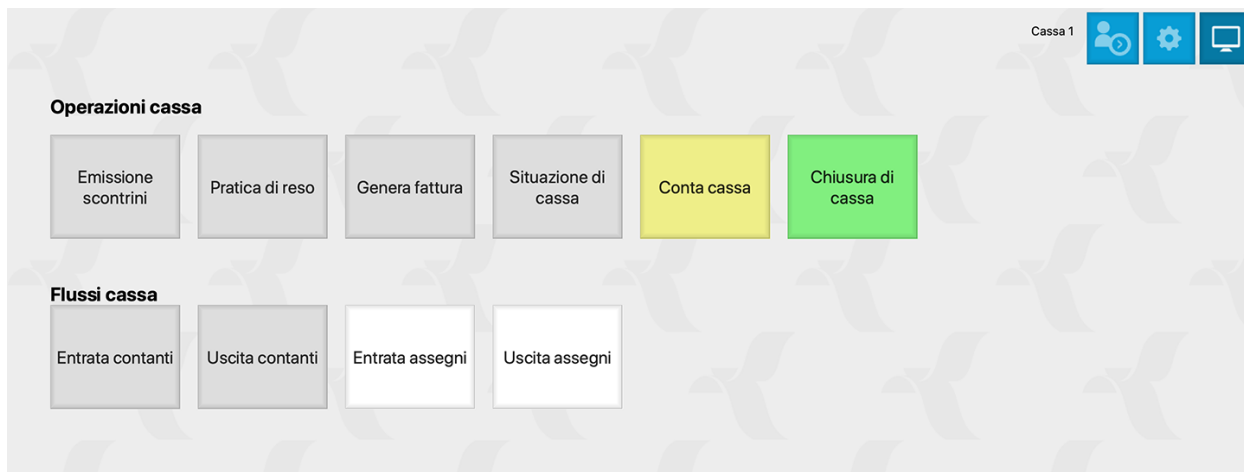 Cassa 1
Operazioni cassa
Emissione
scontrini
Pratica di reso
Genera fattura
Situazione di
cassa
Conta cassa
Chiusura di
cassa
Flussi cassa
Entrata contanti
Uscita contanti
Entrata assegni
Uscita assegni